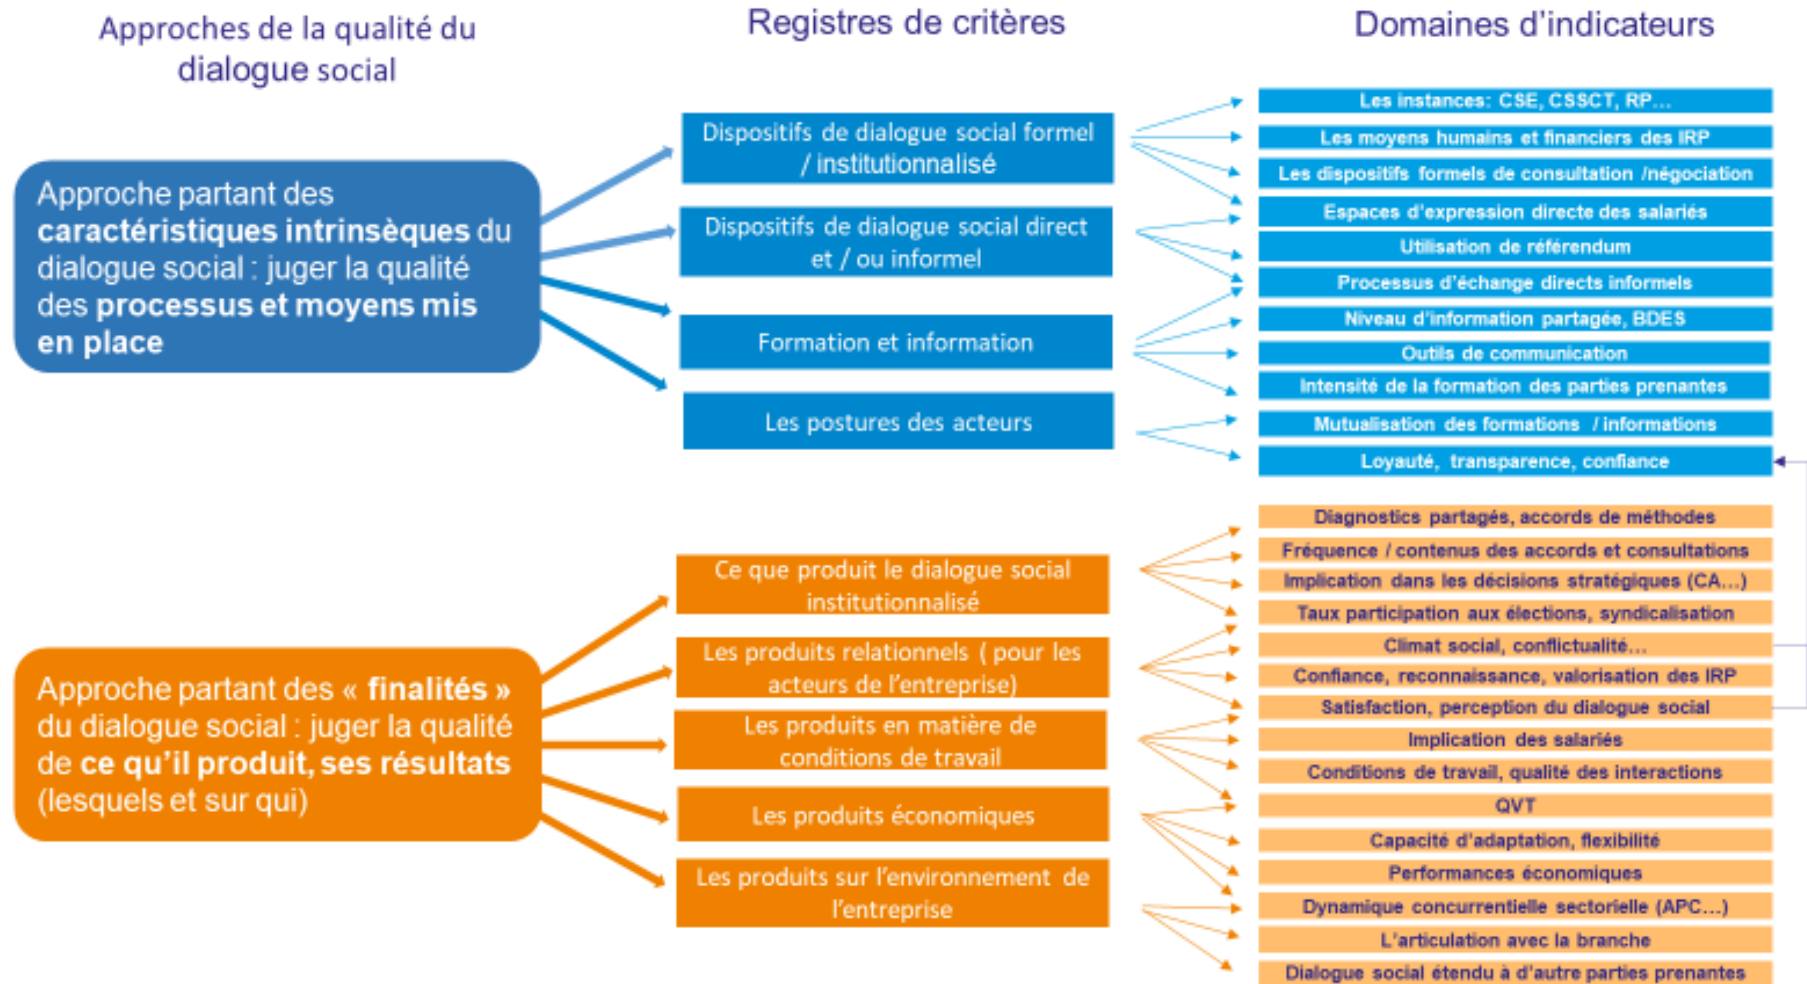 Approches de la qualité du
dialogue social
Registres de critères
Domaines d'indicateurs
Approche partant des
caractéristiques intrinsèques du
dialogue social : juger la qualité
des processus et moyens mis
en place
Dispositifs de dialogue social formel
/ institutionnalisé
Dispositifs de dialogue social direct
et / ou informel
Formation et information
Les postures des acteurs
Les instances: CSE, CSSCT, RP...
Les moyens humains et financiers des IRP
Les dispositifs formels de consultation /négociation
Espaces d'expression directe des salariés
Utilisation de référendum
Processus d'échange directs informels
Niveau d'information partagée, BDES
Outils de communication
Intensité de la formation des parties prenantes
Mutualisation des formations / informations
Loyauté, transparence, confiance
Approche partant des « finalités »
du dialogue social : juger la qualité
de ce qu'il produit, ses résultats
(lesquels et sur qui)
Ce que produit le dialogue social
institutionnalisé
Les produits relationnels ( pour les
acteurs de l'entreprise)
Les produits en matière de
conditions de travail
Les produits économiques
Les produits sur l'environnement de
l'entreprise
Diagnostics partagés, accords de méthodes
Fréquence / contenus des accords et consultations
Implication dans les décisions stratégiques (CA...)
Taux participation aux élections, syndicalisation
Climat social, conflictualité...
Confiance, reconnaissance, valorisation des IRP
Satisfaction, perception du dialogue social
Implication des salariés
Conditions de travail, qualité des interactions
QVT
Capacité d'adaptation, flexibilité
Performances économiques
Dynamique concurrentielle sectorielle (APC...)
L'articulation avec la branche
Dialogue social étendu à d'autre parties prenantes